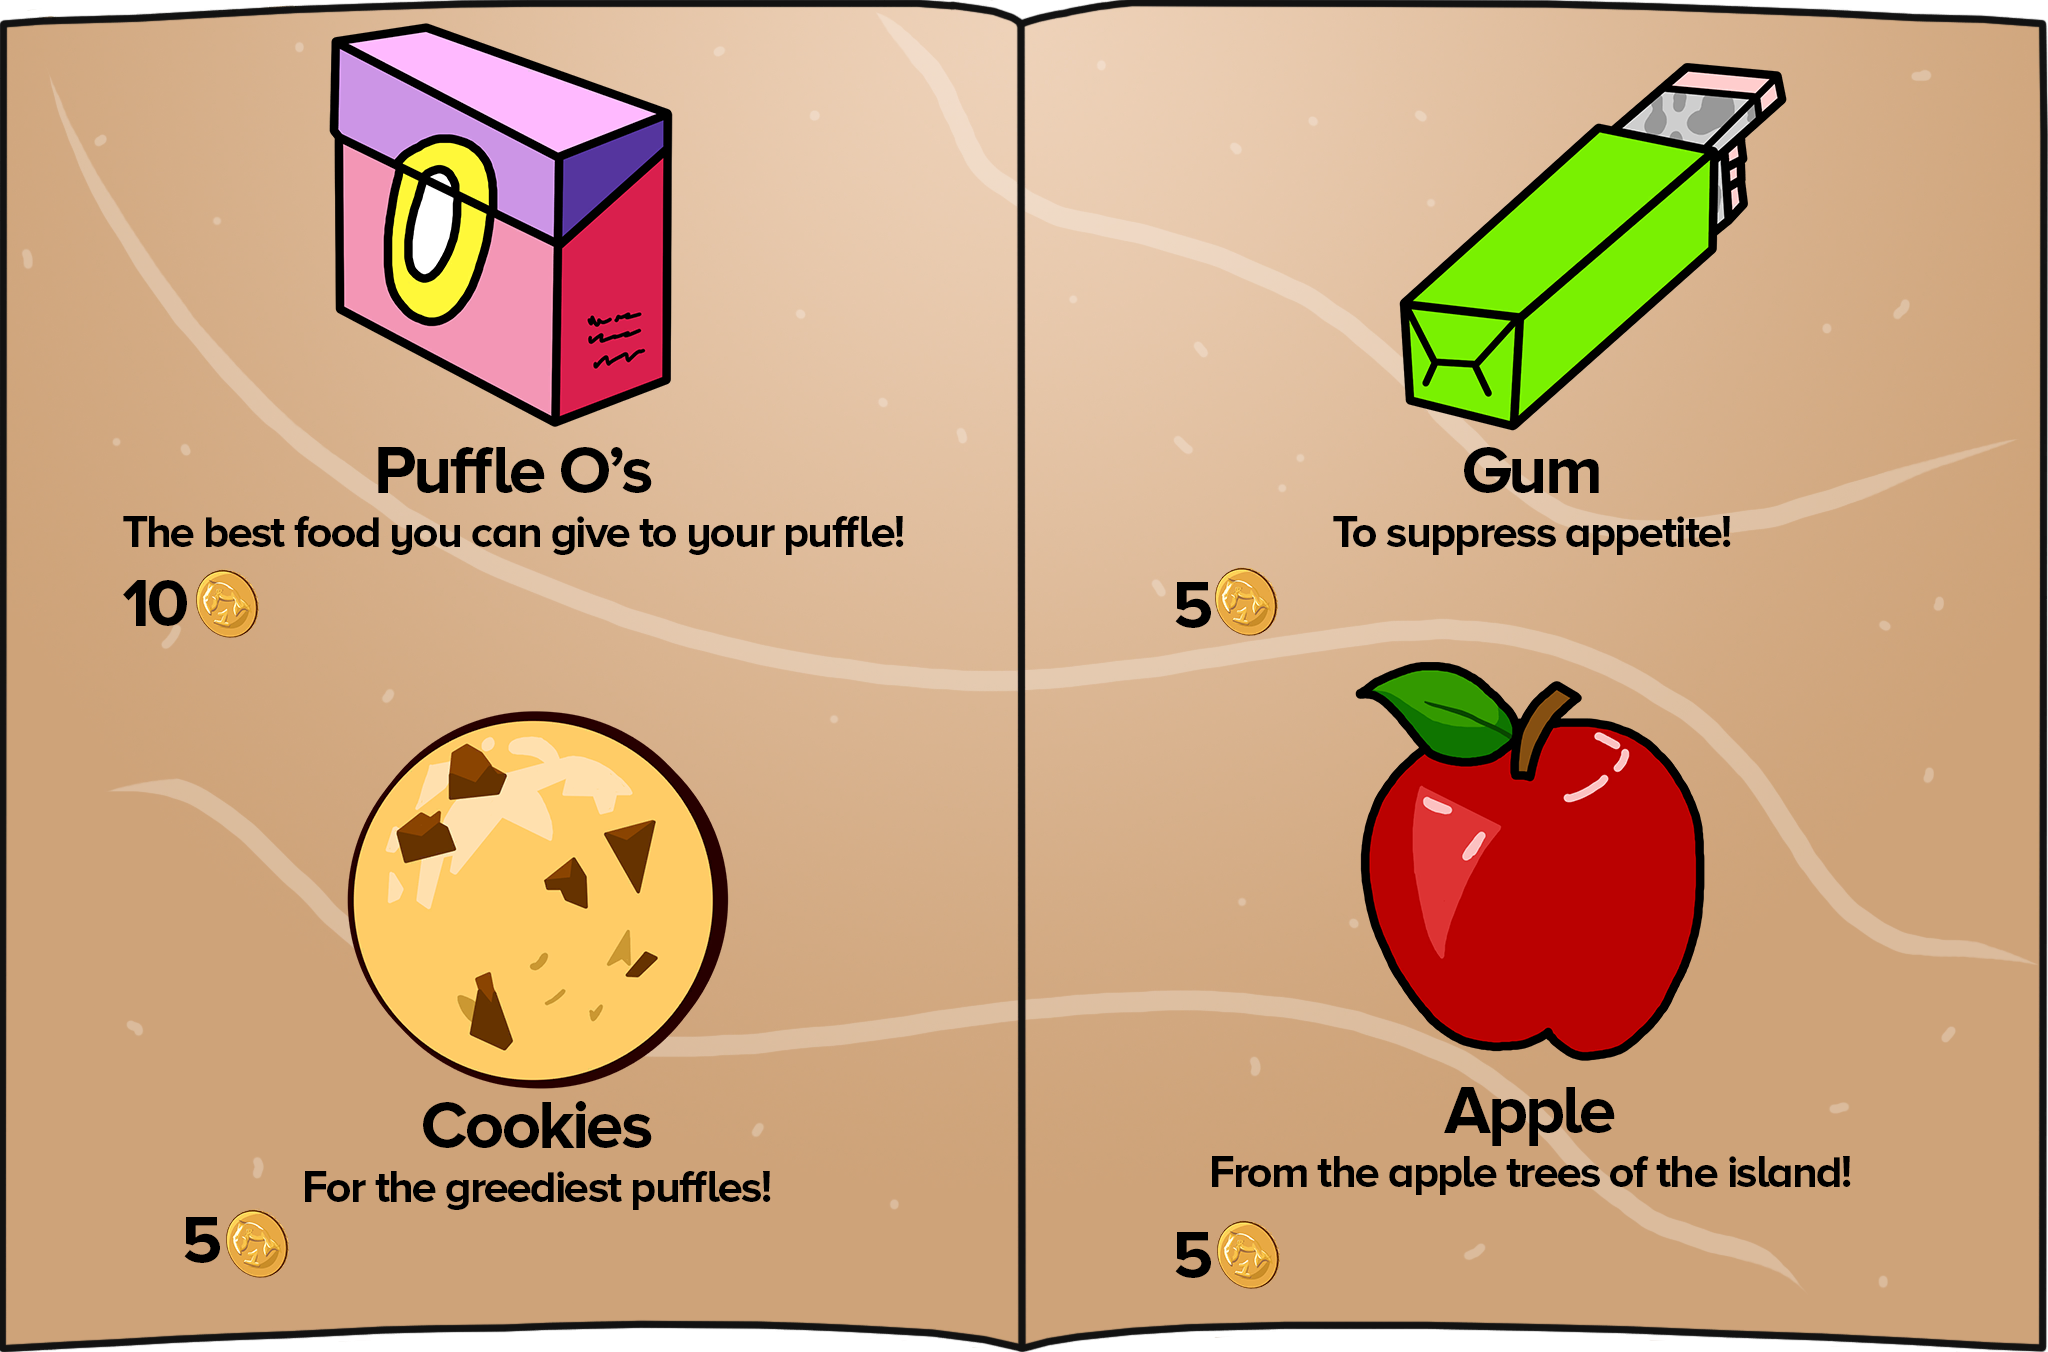 Puffle O’s
The best food you can give to your puffle!
10
Cookies
For the greediest puffles!
5
Gum
To suppress appetite!
5
Apple
From the apple trees of the island!
5